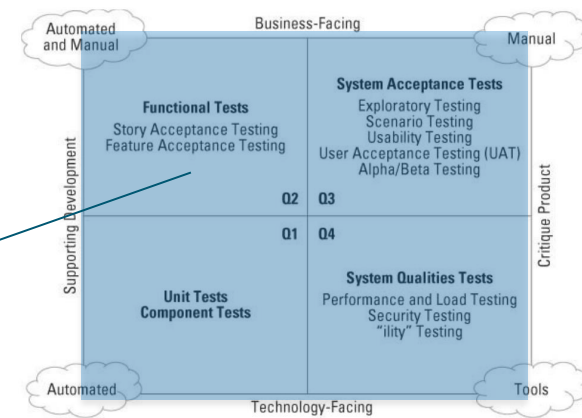 Automated
and Manual
Business-Facing
Manual
Functional Tests
Story Acceptance Testing
Feature Acceptance Testing
System Acceptance Tests
Exploratory Testing
Scenario Testing
Usability Testing
User Acceptance Testing (UAT)
Alpha/Beta Testing
Supporting Development
Critique Product
Q2
Q3
Q1
Q4
Unit Tests
Component Tests
System Qualities Tests
Performance and Load Testing
Security Testing
"ility" Testing
Automated
Technology-Facing
Tools